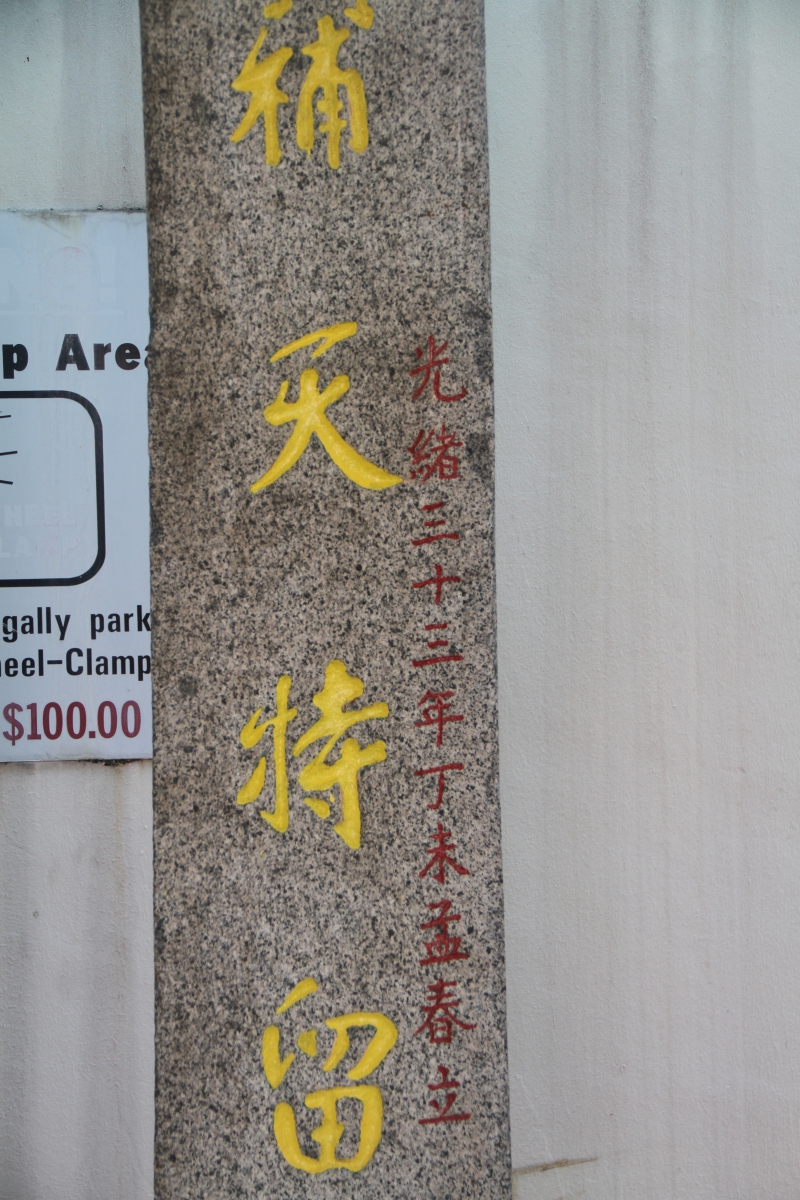 光緒三十三年丁未孟春立
補天特留
p Area
gally park
heel-Clamp
$100.00